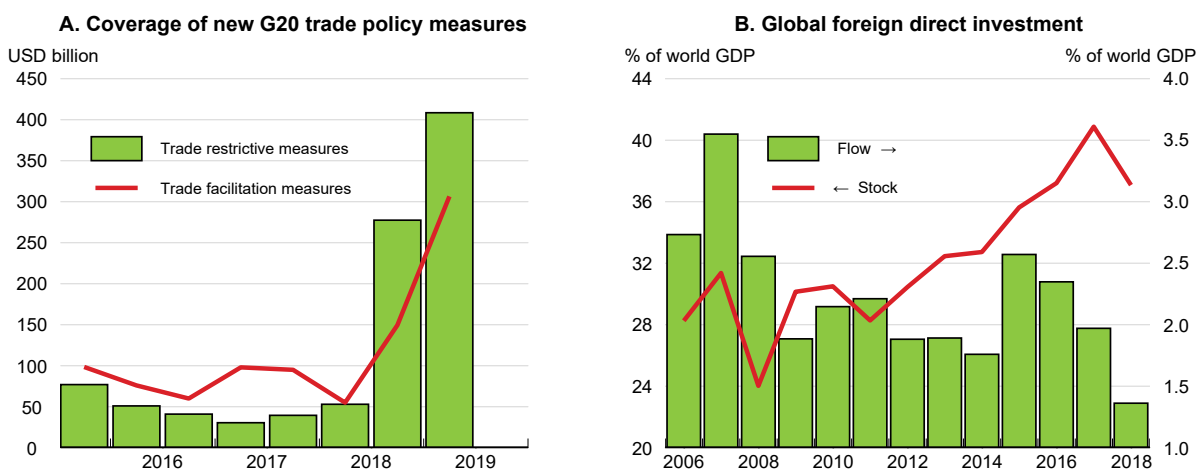 A. Coverage of new G20 trade policy measures
USD billion
450
400
350
300
250
200
150
100
50
0
Trade restrictive measures
Trade facilitation measures
2016 2017 2018 2019
B. Global foreign direct investment
% of world GDP % of world GDP
44 4.0
40 3.5
36 3.0
32 2.5
28 2.0
24 1.5
20 1.0
Flow →
← Stock
2006 2008 2010 2012 2014 2016 2018